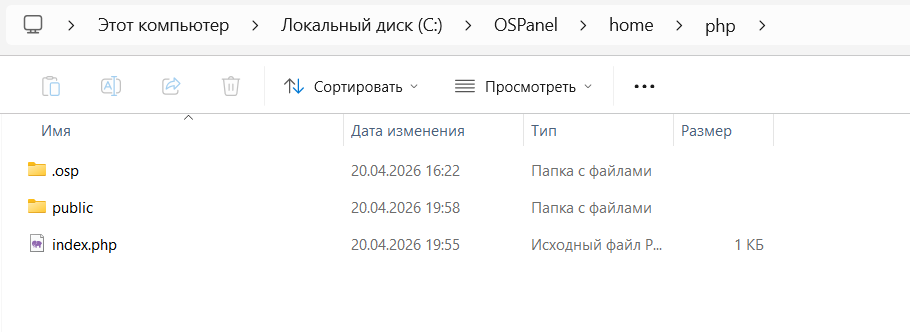 Этот компьютер > Локальный диск (C:) > OSPanel > home > php >
Сортировать Просмотреть •••
Имя Дата изменения Тип Размер
.osp 20.04.2026 16:22 Папка с файлами
public 20.04.2026 19:58 Папка с файлами
index.php 20.04.2026 19:55 Исходный файл P... 1 КБ